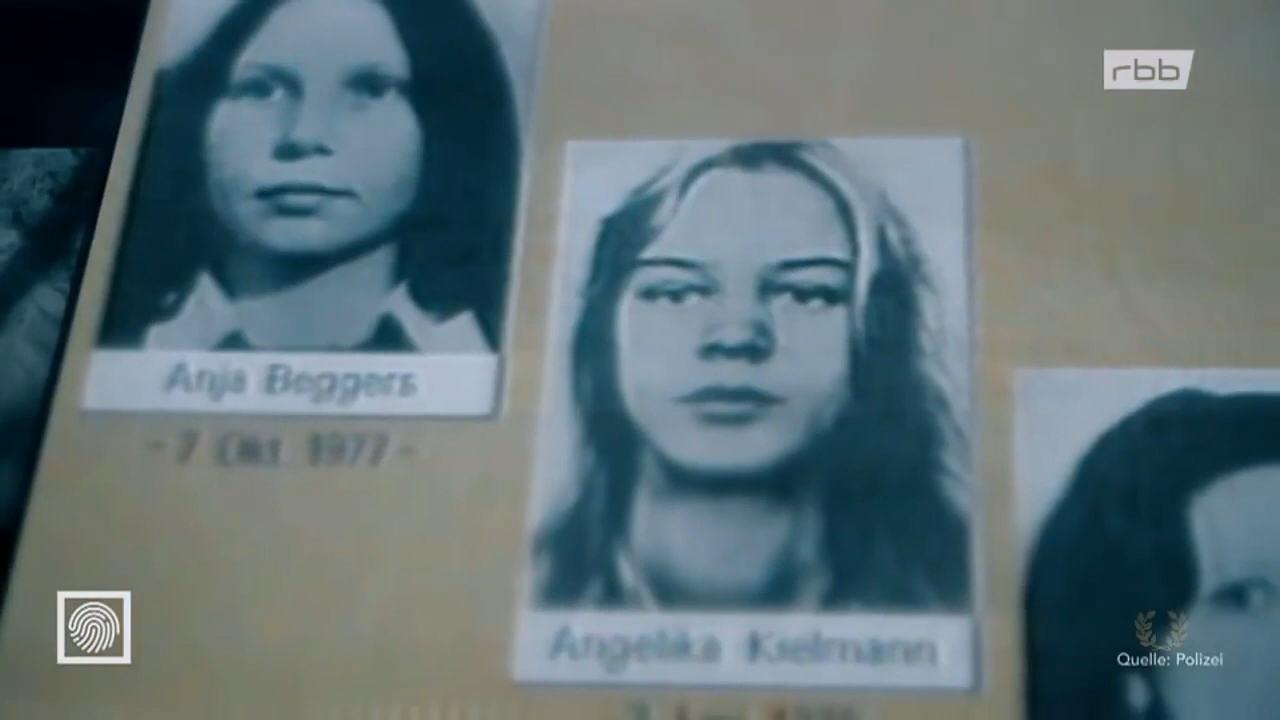 rbb
Anja Beggers
- 7 Okt 1977 -
Angelika Kielmann
Quelle: Polizei